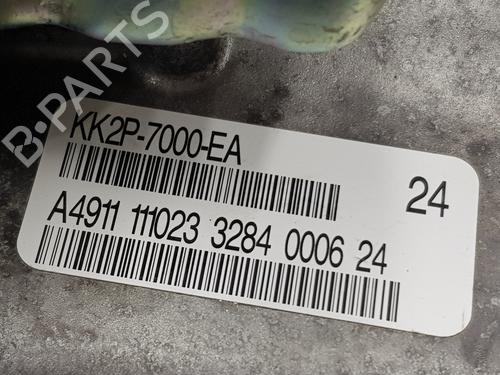 B-PARTS
KK2P-7000-EA
24
A4911 111023 3284 0006 24